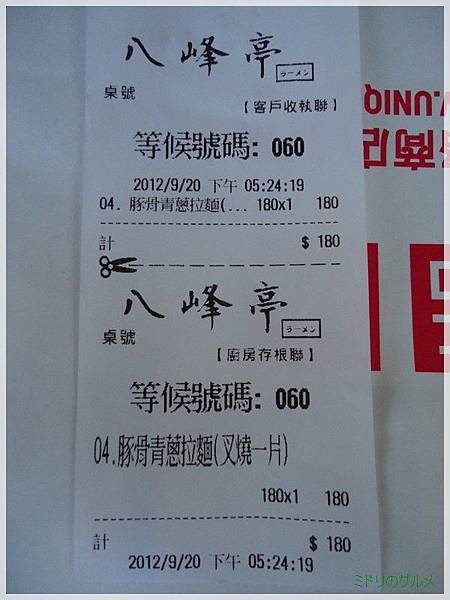 八峰亭
ラーメン
桌號
【客戶收執聯】
等候號碼: 060
2012/9/20 下午 05:24:19
04. 豚骨青蔥拉麵(... 180x1 180
計 $ 180
八峰亭
ラーメン
桌號
【廚房存根聯】
等候號碼: 060
04.豚骨青蔥拉麵(叉燒一片)
180x1 180
計 $ 180
2012/9/20 下午 05:24:19
.UNIQ
商店
ミドリのグルメ